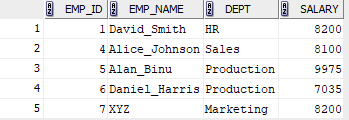 EMP_ID EMP_NAME DEPT SALARY
1 1 David_Smith HR 8200
2 4 Alice_Johnson Sales 8100
3 5 Alan_Binu Production 9975
4 6 Daniel_Harris Production 7035
5 7 XYZ Marketing 8200